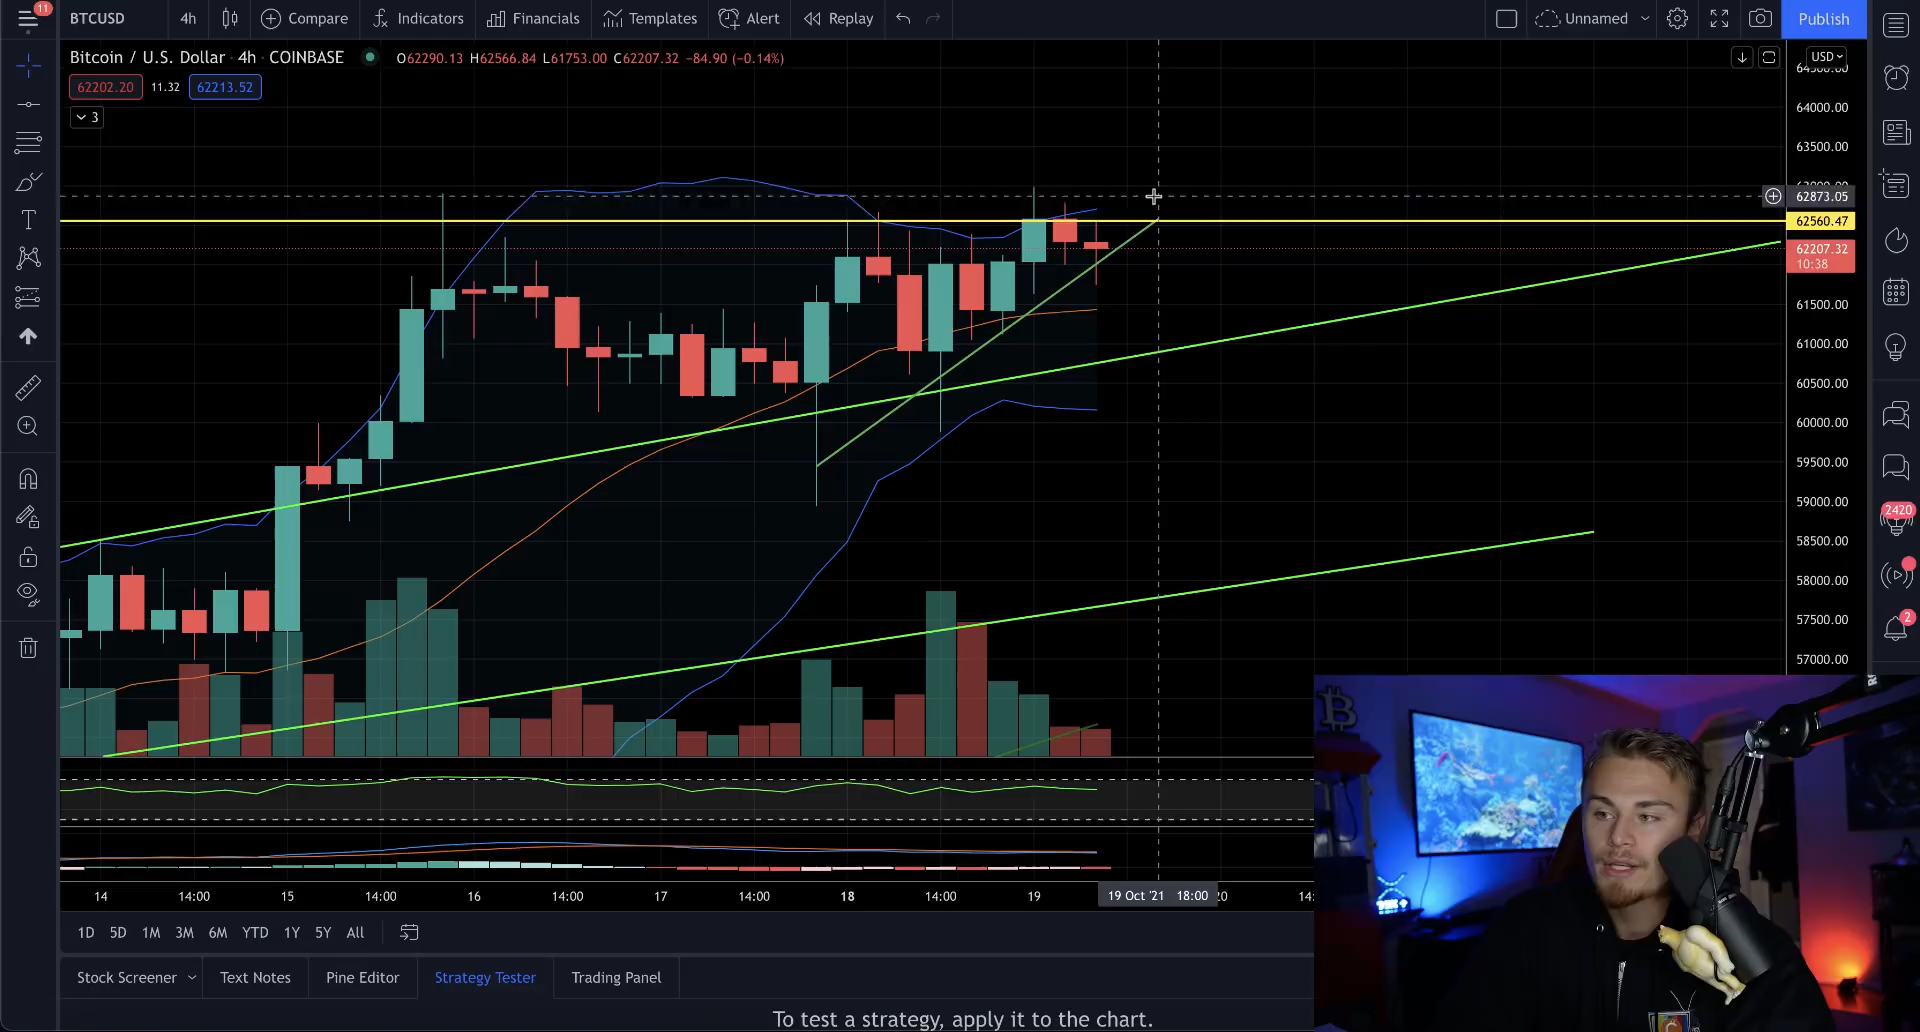 11
BTCUSD 4h Compare Indicators Financials Templates Alert Replay Unnamed Publish
Bitcoin / U.S. Dollar · 4h · COINBASE O62290.13 H62566.84 L61753.00 C62207.32 −84.90 (−0.14%)
62202.20 11.32 62213.52
3
USD
64500.00
64000.00
63500.00
62873.05
62560.47
62207.32
10:38
61500.00
61000.00
60500.00
60000.00
59500.00
59000.00
58500.00
58000.00
57500.00
57000.00
2420
2
14 14:00 15 14:00 16 14:00 17 14:00 18 14:00 19 19 Oct '21 18:00 20
1D 5D 1M 3M 6M YTD 1Y 5Y All
Stock Screener Text Notes Pine Editor Strategy Tester Trading Panel
To test a strategy, apply it to the chart.